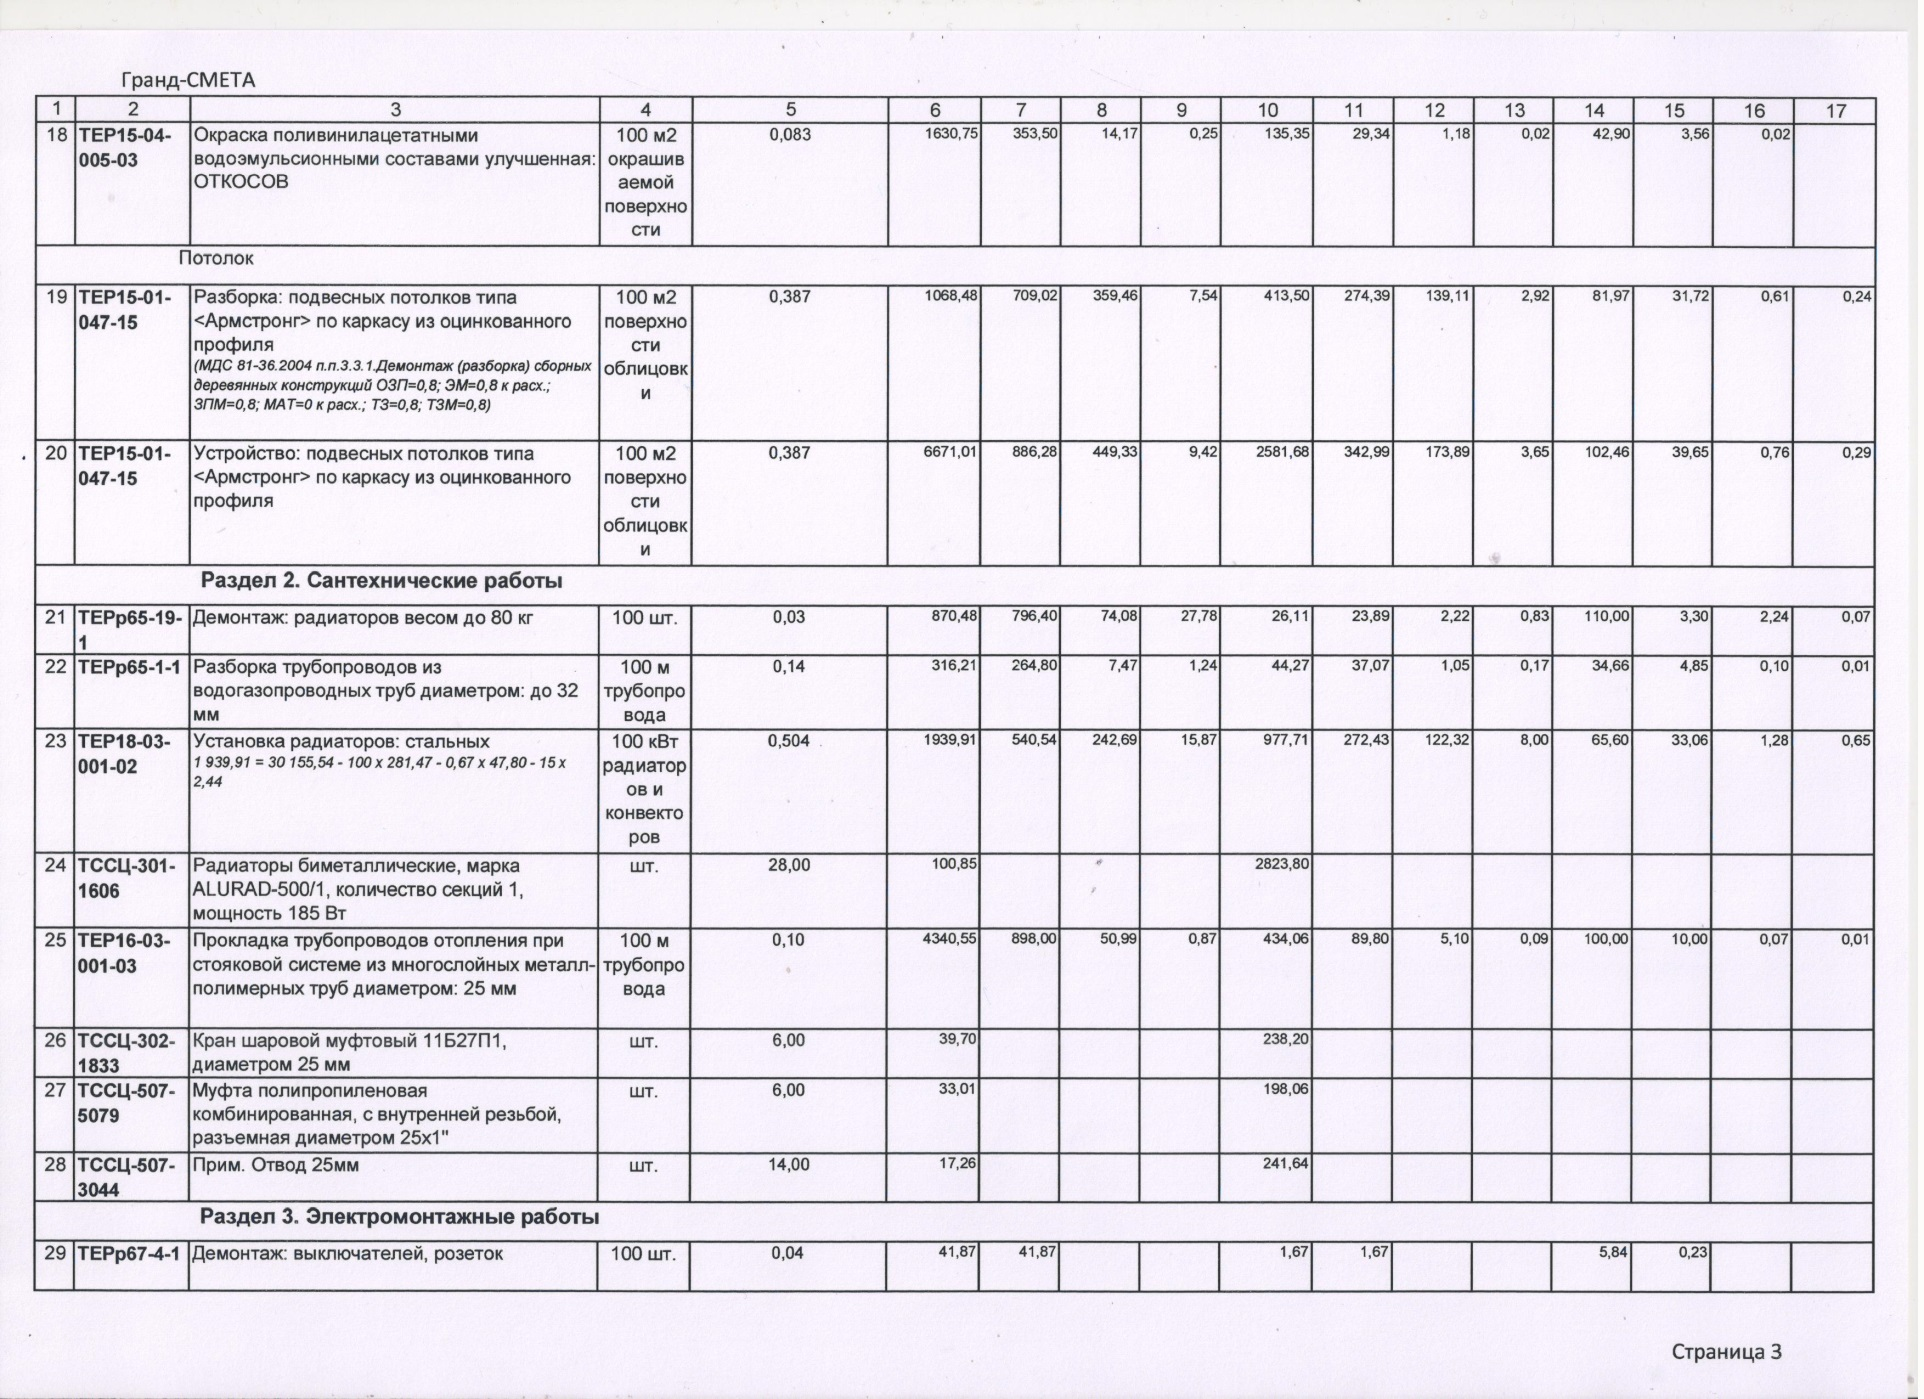 Гранд-СМЕТА
1 2 3 4 5 6 7 8 9 10 11 12 13 14 15 16 17
18 ТЕР15-04- Окраска поливинилацетатными 100 м2 0,083 1630,75 353,50 14,17 0,25 135,35 29,34 1,18 0,02 42,90 3,56 0,02
005-03 водоэмульсионными составами улучшенная: окрашив
ОТКОСОВ аемой
поверхно
сти
Потолок
19 ТЕР15-01- Разборка: подвесных потолков типа 100 м2 0,387 1068,48 709,02 359,46 7,54 413,50 274,39 139,11 2,92 81,97 31,72 0,61 0,24
047-15 <Армстронг> по каркасу из оцинкованного поверхно
профиля сти
(МДС 81-36.2004 п.п.3.3.1.Демонтаж (разборка) сборных облицовк
деревянных конструкций ОЗП=0,8; ЭМ=0,8 к расх.; и
ЗПМ=0,8; МАТ=0 к расх.; ТЗ=0,8; ТЗМ=0,8)
20 ТЕР15-01- Устройство: подвесных потолков типа 100 м2 0,387 6671,01 886,28 449,33 9,42 2581,68 342,99 173,89 3,65 102,46 39,65 0,76 0,29
047-15 <Армстронг> по каркасу из оцинкованного поверхно
профиля сти
облицовк
и
Раздел 2. Сантехнические работы
21 ТЕРр65-19- Демонтаж: радиаторов весом до 80 кг 100 шт. 0,03 870,48 796,40 74,08 27,78 26,11 23,89 2,22 0,83 110,00 3,30 2,24 0,07
1
22 ТЕРр65-1-1 Разборка трубопроводов из 100 м 0,14 316,21 264,80 7,47 1,24 44,27 37,07 1,05 0,17 34,66 4,85 0,10 0,01
водогазопроводных труб диаметром: до 32 трубопро
мм вода
23 ТЕР18-03- Установка радиаторов: стальных 100 кВт 0,504 1939,91 540,54 242,69 15,87 977,71 272,43 122,32 8,00 65,60 33,06 1,28 0,65
001-02 1 939,91 = 30 155,54 - 100 x 281,47 - 0,67 x 47,80 - 15 x радиатор
2,44 ов и
конвекто
ров
24 ТССЦ-301- Радиаторы биметаллические, марка шт. 28,00 100,85 2823,80
1606 ALURAD-500/1, количество секций 1,
мощность 185 Вт
25 ТЕР16-03- Прокладка трубопроводов отопления при 100 м 0,10 4340,55 898,00 50,99 0,87 434,06 89,80 5,10 0,09 100,00 10,00 0,07 0,01
001-03 стояковой системе из многослойных металл- трубопро
полимерных труб диаметром: 25 мм вода
26 ТССЦ-302- Кран шаровой муфтовый 11Б27П1, шт. 6,00 39,70 238,20
1833 диаметром 25 мм
27 ТССЦ-507- Муфта полипропиленовая шт. 6,00 33,01 198,06
5079 комбинированная, с внутренней резьбой,
разъемная диаметром 25x1"
28 ТССЦ-507- Прим. Отвод 25мм шт. 14,00 17,26 241,64
3044
Раздел 3. Электромонтажные работы
29 ТЕРр67-4-1 Демонтаж: выключателей, розеток 100 шт. 0,04 41,87 41,87 1,67 1,67 5,84 0,23
Страница 3